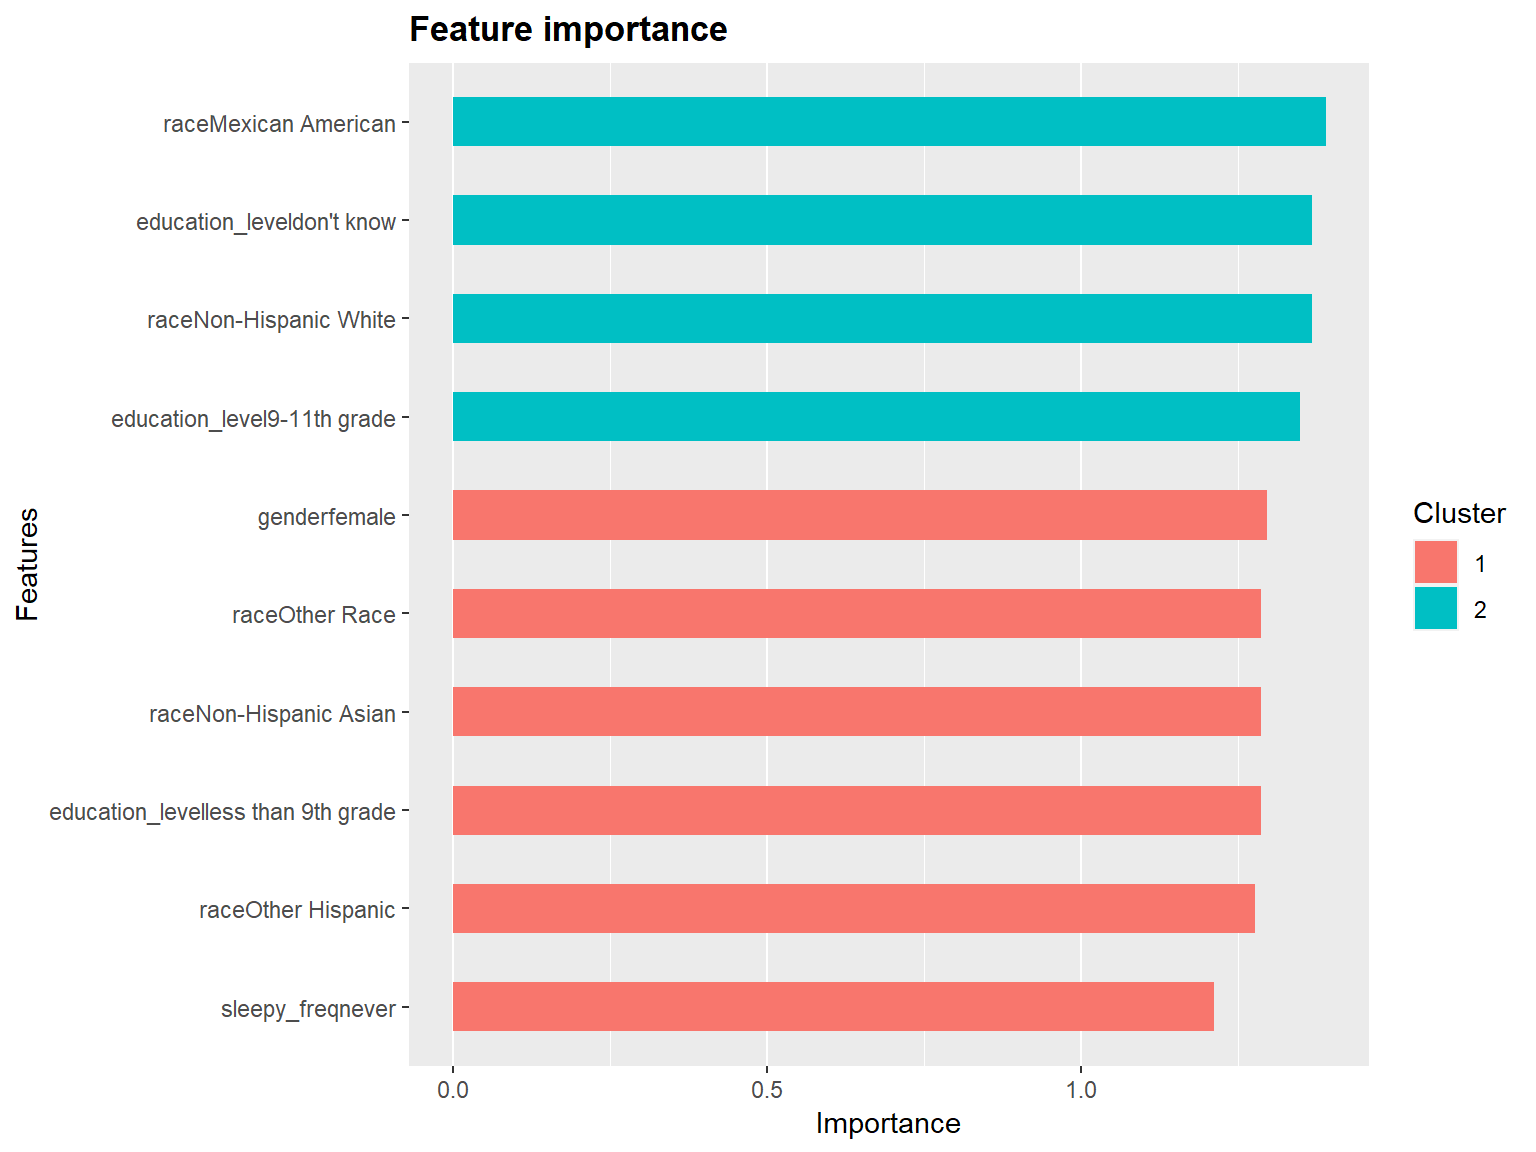 Feature importance
raceMexican American
education_leveldon't know
raceNon-Hispanic White
education_level9-11th grade
genderfemale
raceOther Race
raceNon-Hispanic Asian
education_levelless than 9th grade
raceOther Hispanic
sleepy_freqnever
Features
0.0 0.5 1.0
Importance
Cluster
1
2